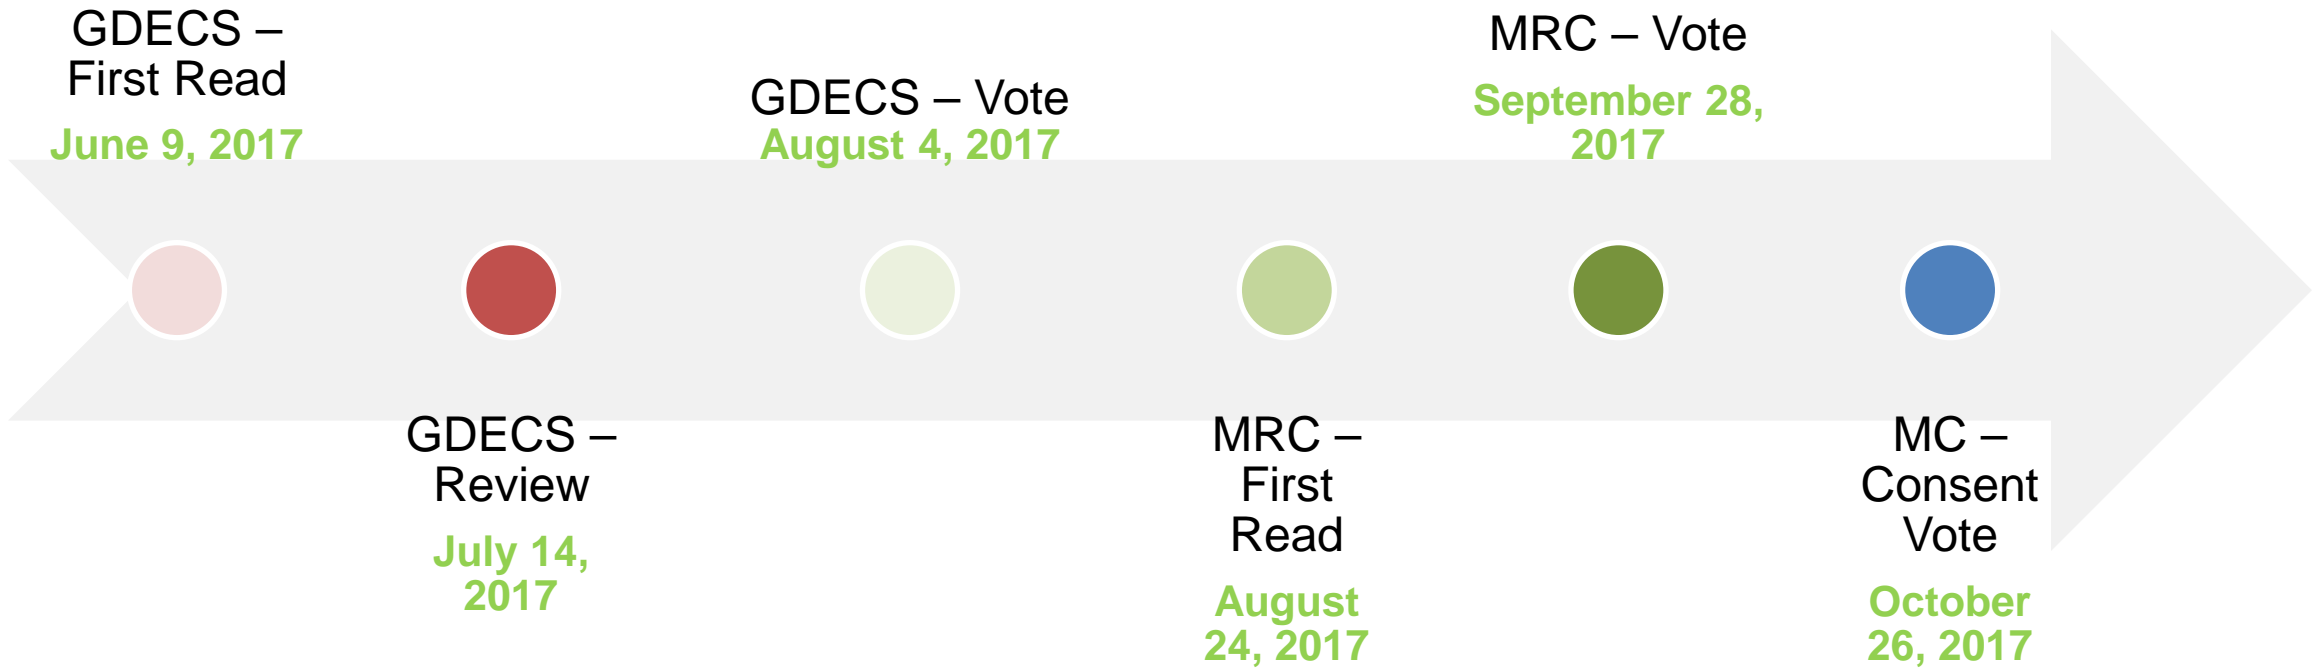 GDECS –
First Read
June 9, 2017
GDECS –
Review
July 14,
2017
GDECS – Vote
August 4, 2017
MRC –
First
Read
August
24, 2017
MRC – Vote
September 28,
2017
MC –
Consent
Vote
October
26, 2017